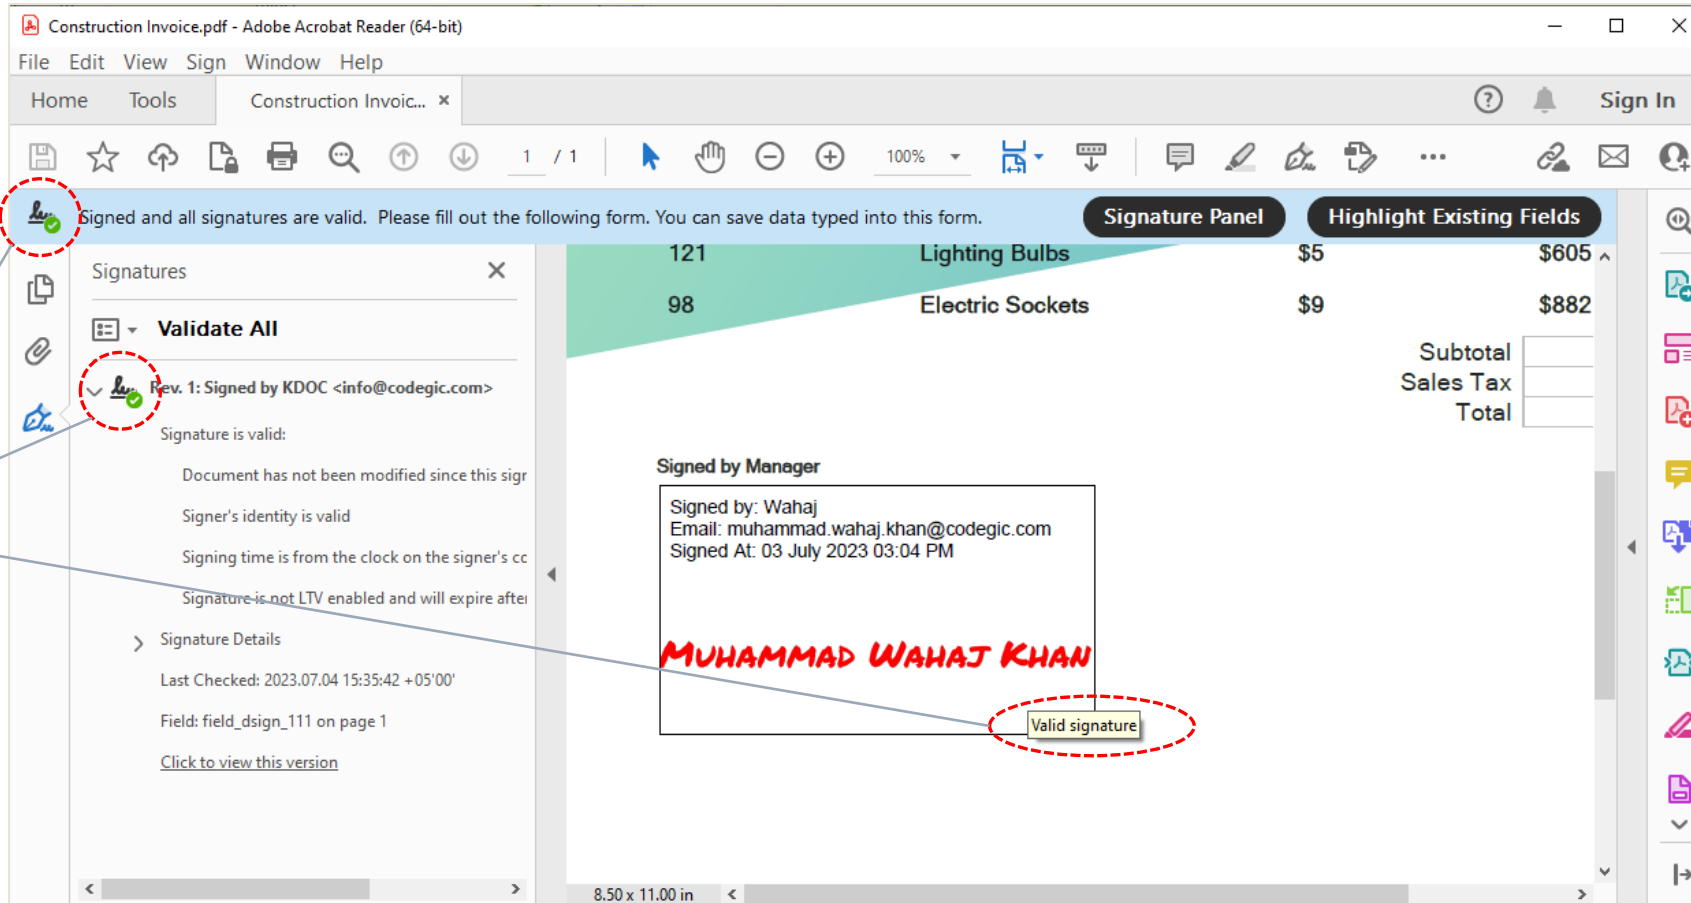 Construction Invoice.pdf - Adobe Acrobat Reader (64-bit)
File Edit View Sign Window Help
Home Tools Construction Invoic... ×
Sign In
1 / 1
100%
Signed and all signatures are valid. Please fill out the following form. You can save data typed into this form.
Signature Panel
Highlight Existing Fields
Signatures
Validate All
Rev. 1: Signed by KDOC <info@codegic.com>
Signature is valid:
Document has not been modified since this sigr
Signer's identity is valid
Signing time is from the clock on the signer's cc
Signature is not LTV enabled and will expire after
Signature Details
Last Checked: 2023.07.04 15:35:42 +05'00'
Field: field_dsign_111 on page 1
Click to view this version
121 Lighting Bulbs $5 $605
98 Electric Sockets $9 $882
Subtotal
Sales Tax
Total
Signed by Manager
Signed by: Wahaj
Email: muhammad.wahaj.khan@codegic.com
Signed At: 03 July 2023 03:04 PM
Muhammad Wahaj Khan
Valid signature
8.50 x 11.00 in